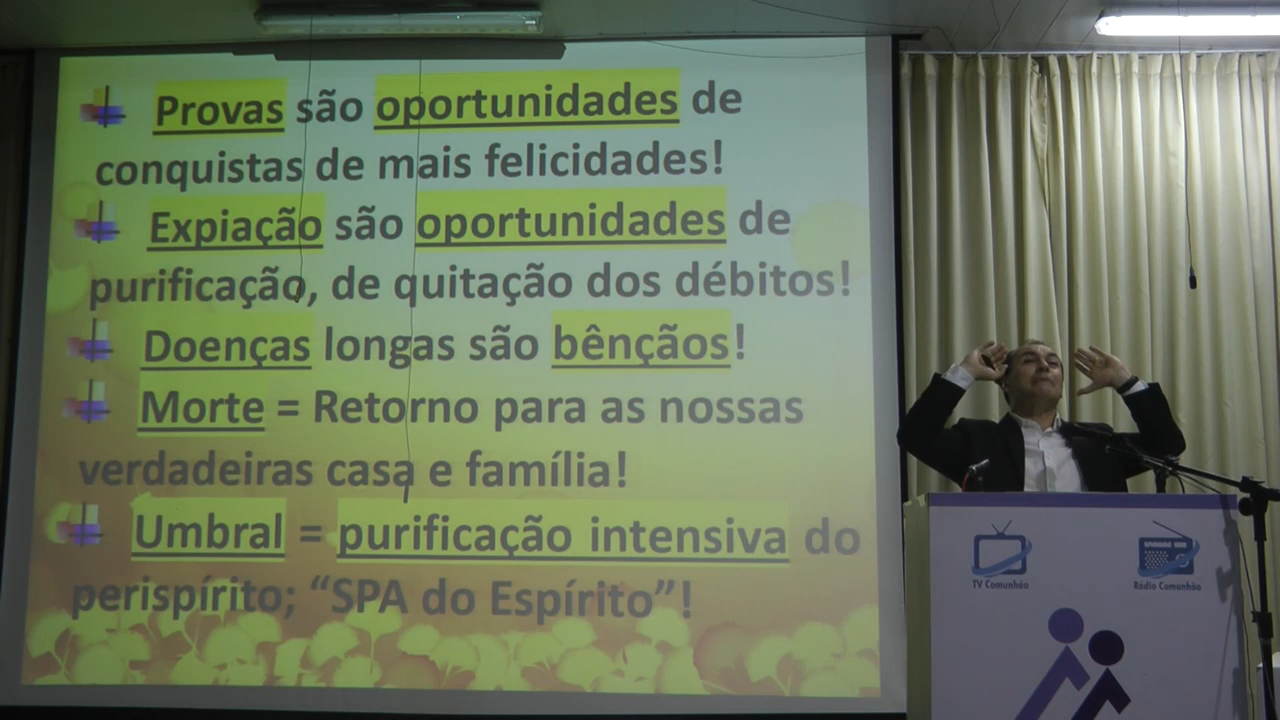 Provas são oportunidades de
conquistas de mais felicidades!
Expiação são oportunidades de
purificação, de quitação dos débitos!
Doenças longas são bênçãos!
Morte = Retorno para as nossas
verdadeiras casa e família!
Umbral = purificação intensiva do
perispírito; “SPA do Espírito”!
TV Comunhão
Rádio Comunhão